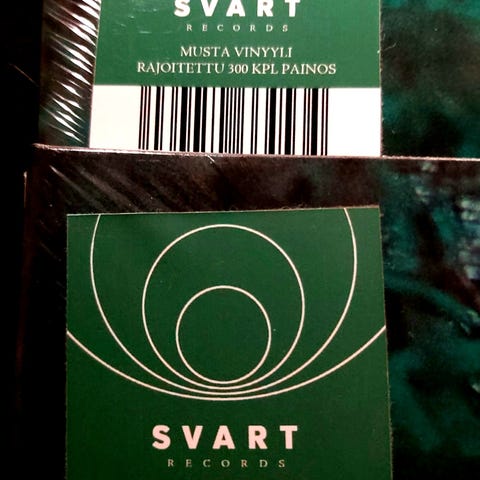 SVART
RECORDS
MUSTA VINYYLI
RAJOITETTU 300 KPL PAINOS
SVART
RECORDS